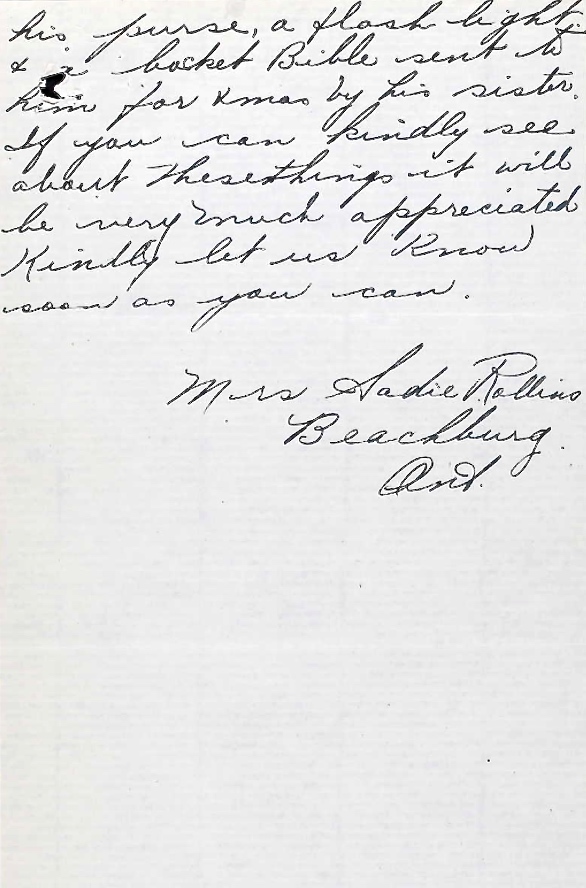 his purse, a flash light
& a pocket Bible sent to
him for Xmas by his sister.
If you can kindly see
about these things it will
be very much appreciated
Kindly let us know
soon as you can.
Mrs Sadie Rollins
Beachburg.
Ont.